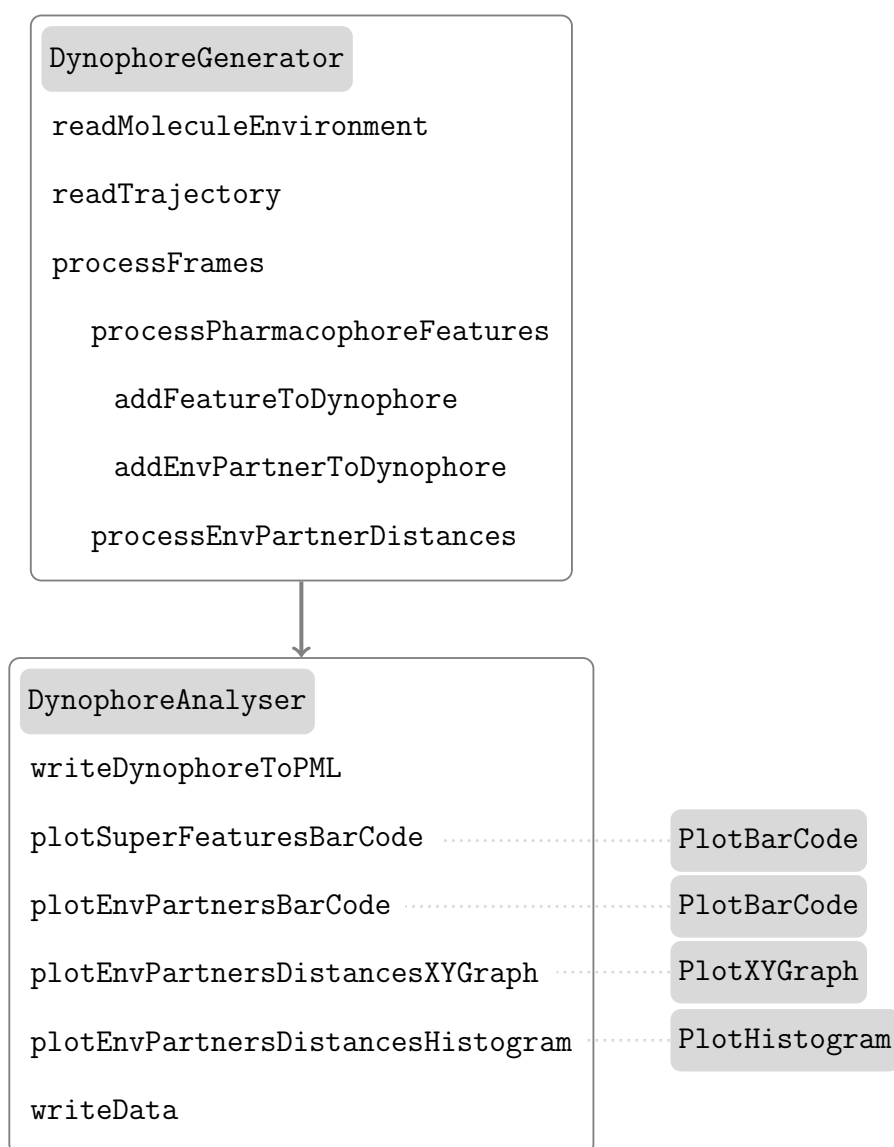 DynophoreGenerator
readMoleculeEnvironment
readTrajectory
processFrames
processPharmacophoreFeatures
addFeatureToDynophore
addEnvPartnerToDynophore
processEnvPartnerDistances
DynophoreAnalyser
writeDynophoreToPML
plotSuperFeaturesBarCode PlotBarCode
plotEnvPartnersBarCode PlotBarCode
plotEnvPartnersDistancesXYGraph PlotXYGraph
plotEnvPartnersDistancesHistogram PlotHistogram
writeData